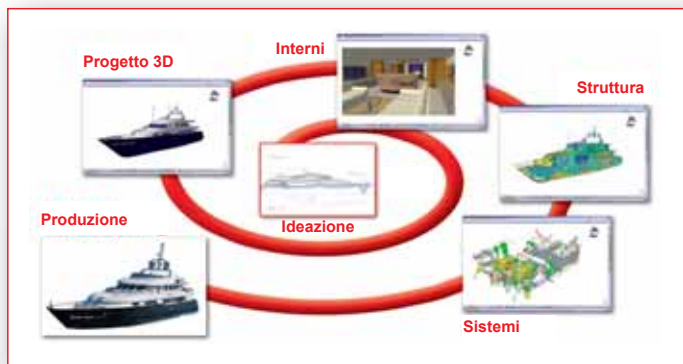 Interni
Progetto 3D
Struttura
Ideazione
Produzione
Sistemi